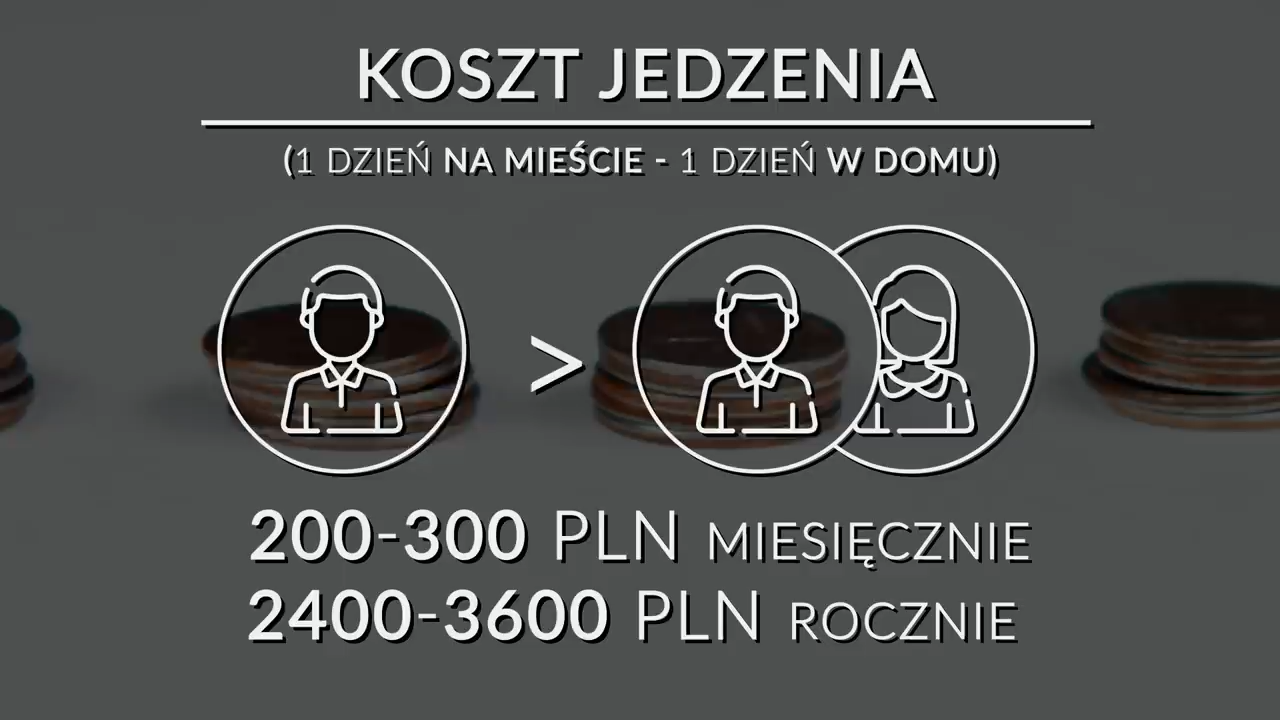 KOSZT JEDZENIA
(1 DZIEŃ NA MIEŚCIE - 1 DZIEŃ W DOMU)
>
200-300 PLN MIESIĘCZNIE
2400-3600 PLN ROCZNIE